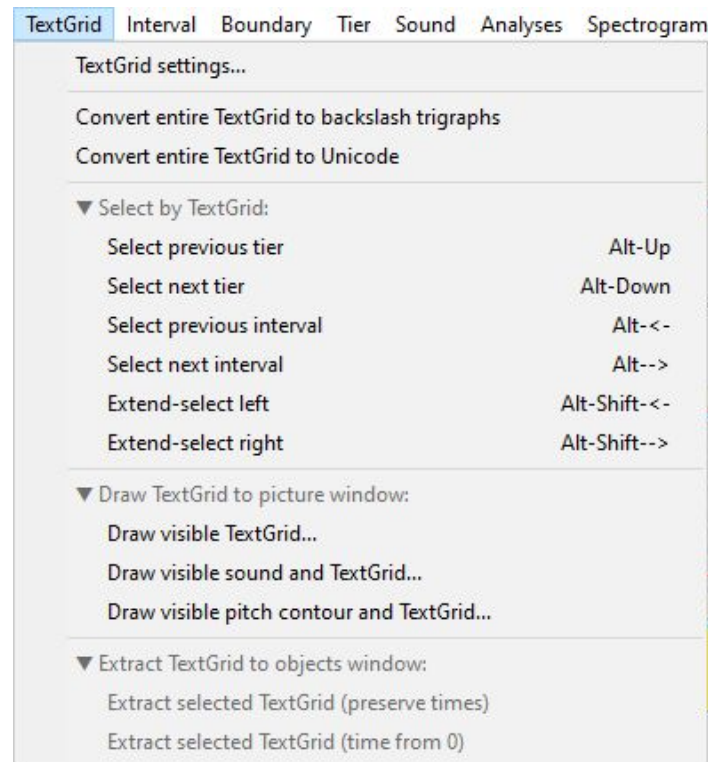 TextGrid Interval Boundary Tier Sound Analyses Spectrogram
TextGrid settings...
Convert entire TextGrid to backslash trigraphs
Convert entire TextGrid to Unicode
▼ Select by TextGrid:
Select previous tier Alt-Up
Select next tier Alt-Down
Select previous interval Alt-<-
Select next interval Alt-->
Extend-select left Alt-Shift-<-
Extend-select right Alt-Shift-->
▼ Draw TextGrid to picture window:
Draw visible TextGrid...
Draw visible sound and TextGrid...
Draw visible pitch contour and TextGrid...
▼ Extract TextGrid to objects window:
Extract selected TextGrid (preserve times)
Extract selected TextGrid (time from 0)